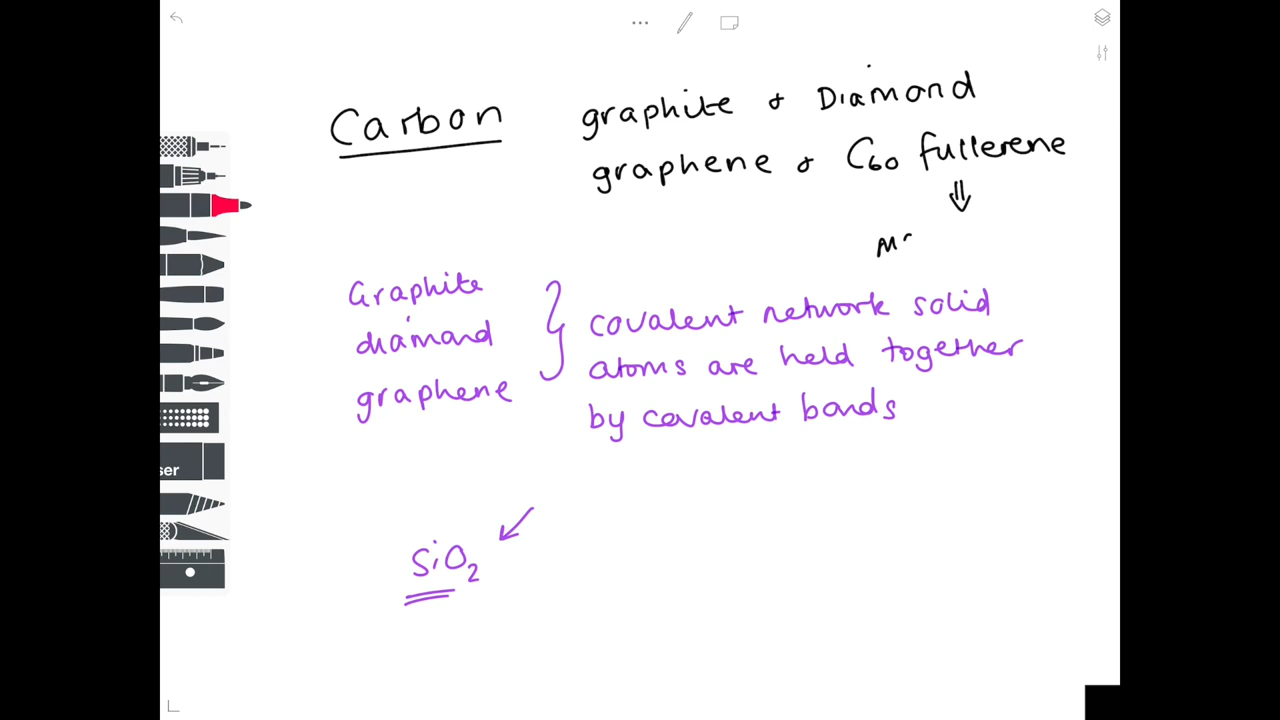 Carbon graphite & Diamond
graphene & C60 fullerene
Graphite
diamond
graphene
covalent network solid
atoms are held together
by covalent bonds
SiO2
ser